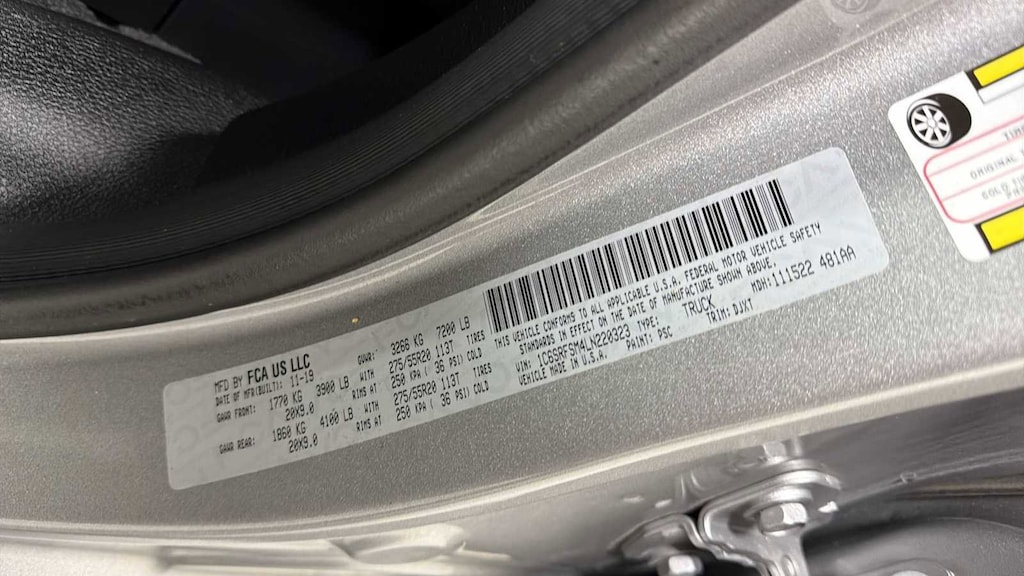 MFD BY FCA US LLC
DATE OF MFR(BUILT): 11-19 GVWR: 3266 KG 7200 LB
GAWR FRONT: 1770 KG 3900 LB WITH 275/55R20 113T TIRES
20X9.0 RIMS AT 250 KPA ( 36 PSI) COLD
GAWR REAR: 1860 KG 4100 LB WITH 275/55R20 113T TIRES
20X9.0 RIMS AT 250 KPA ( 36 PSI) COLD
THIS VEHICLE CONFORMS TO ALL APPLICABLE U.S.A. FEDERAL MOTOR VEHICLE SAFETY
STANDARDS IN EFFECT ON THE DATE OF MANUFACTURE SHOWN ABOVE.
VIN: 1C6SRFSM4LN220323 TYPE: TRUCK MDH: 111522 481AA
VEHICLE MADE IN U.S.A. PAINT: PSC TRIM: DJXT
ORIGINAL
COLD